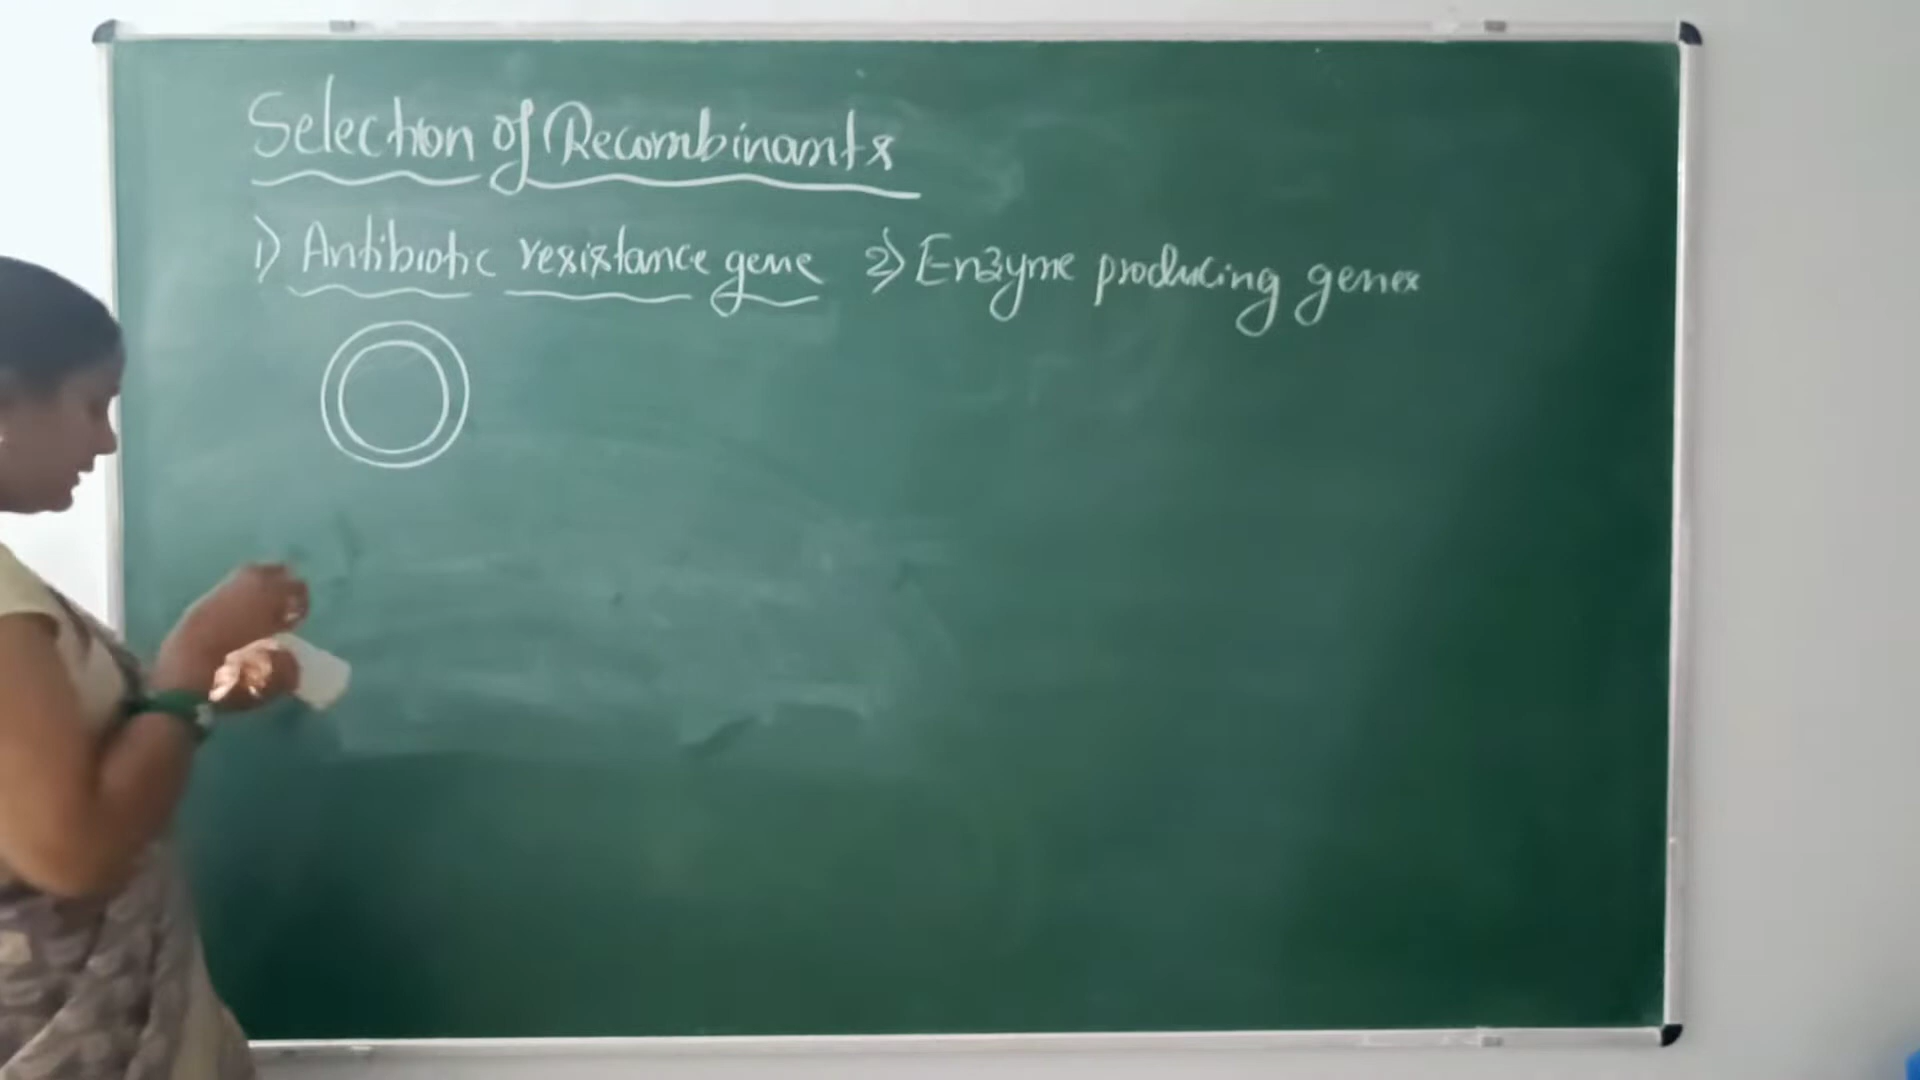 Selection of Recombinants
1) Antibiotic resistance gene 2) Enzyme producing genes